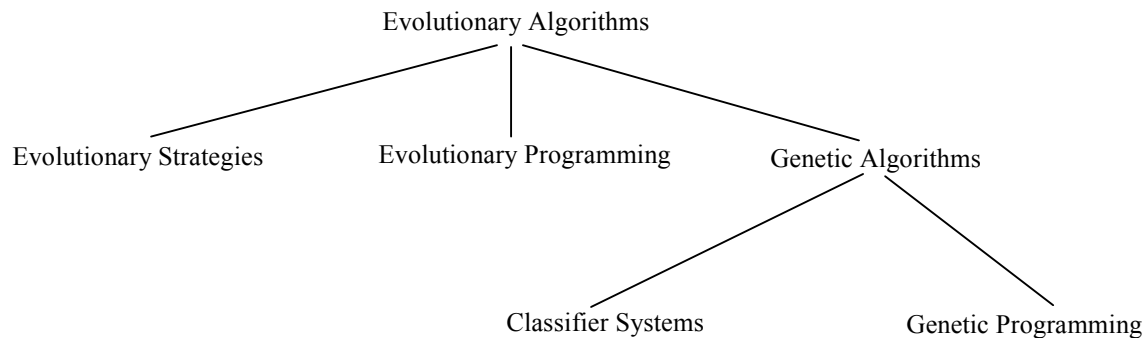 Evolutionary Algorithms
Evolutionary Strategies
Evolutionary Programming
Genetic Algorithms
Classifier Systems
Genetic Programming